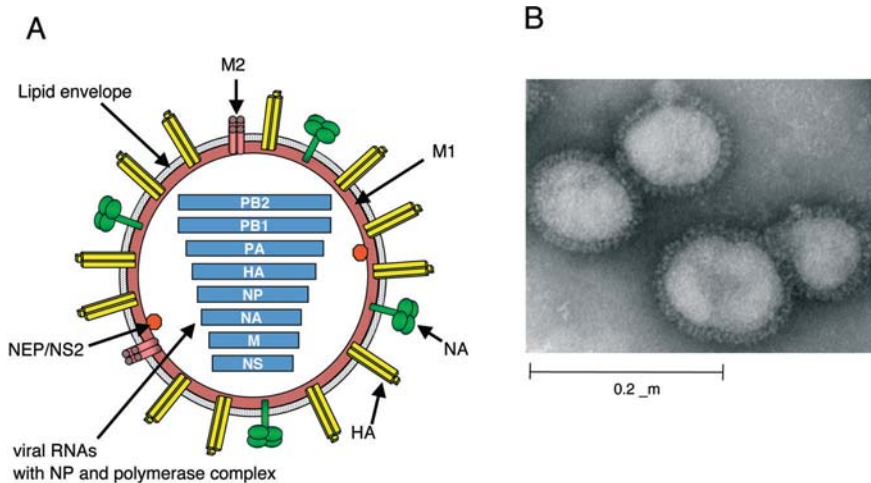 A
B
M2
Lipid envelope
M1
PB2
PB1
PA
HA
NP
NA
M
NS
NEP/NS2
NA
HA
viral RNAs
with NP and polymerase complex
0.2 _m